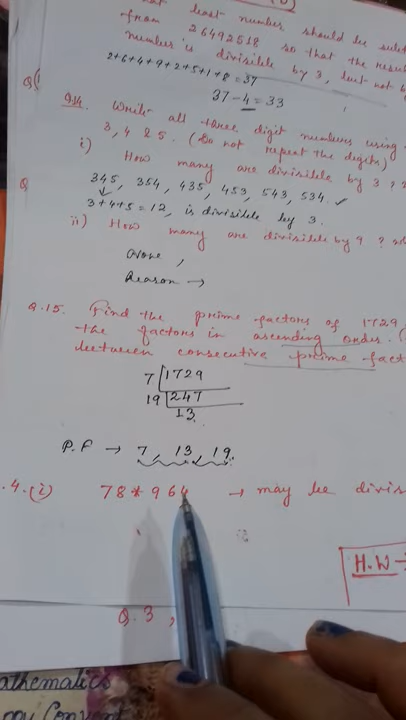 least number should be
from 26492518 so that the
number is divisible by 3, but not
2+6+4+9+2+5+1+8=37
37-4=33
Q14. Write all three digit numbers using
3, 4 & 5. (Do not repeat the digits)
i) How many are divisible by 3 ?
345, 354, 435, 453, 543, 534. ✓
3+4+5=12, is divisible by 3.
ii) How many are divisible by 9 ?
None,
Reason →
Q.15. Find the prime factors of 1729
the factors in ascending order.
between consecutive prime
7 | 1729
19 | 247
13
P.F → 7, 13, 19.
.4.(i) 78*964 → may be
H.W
Q.3,
athematics
Convent